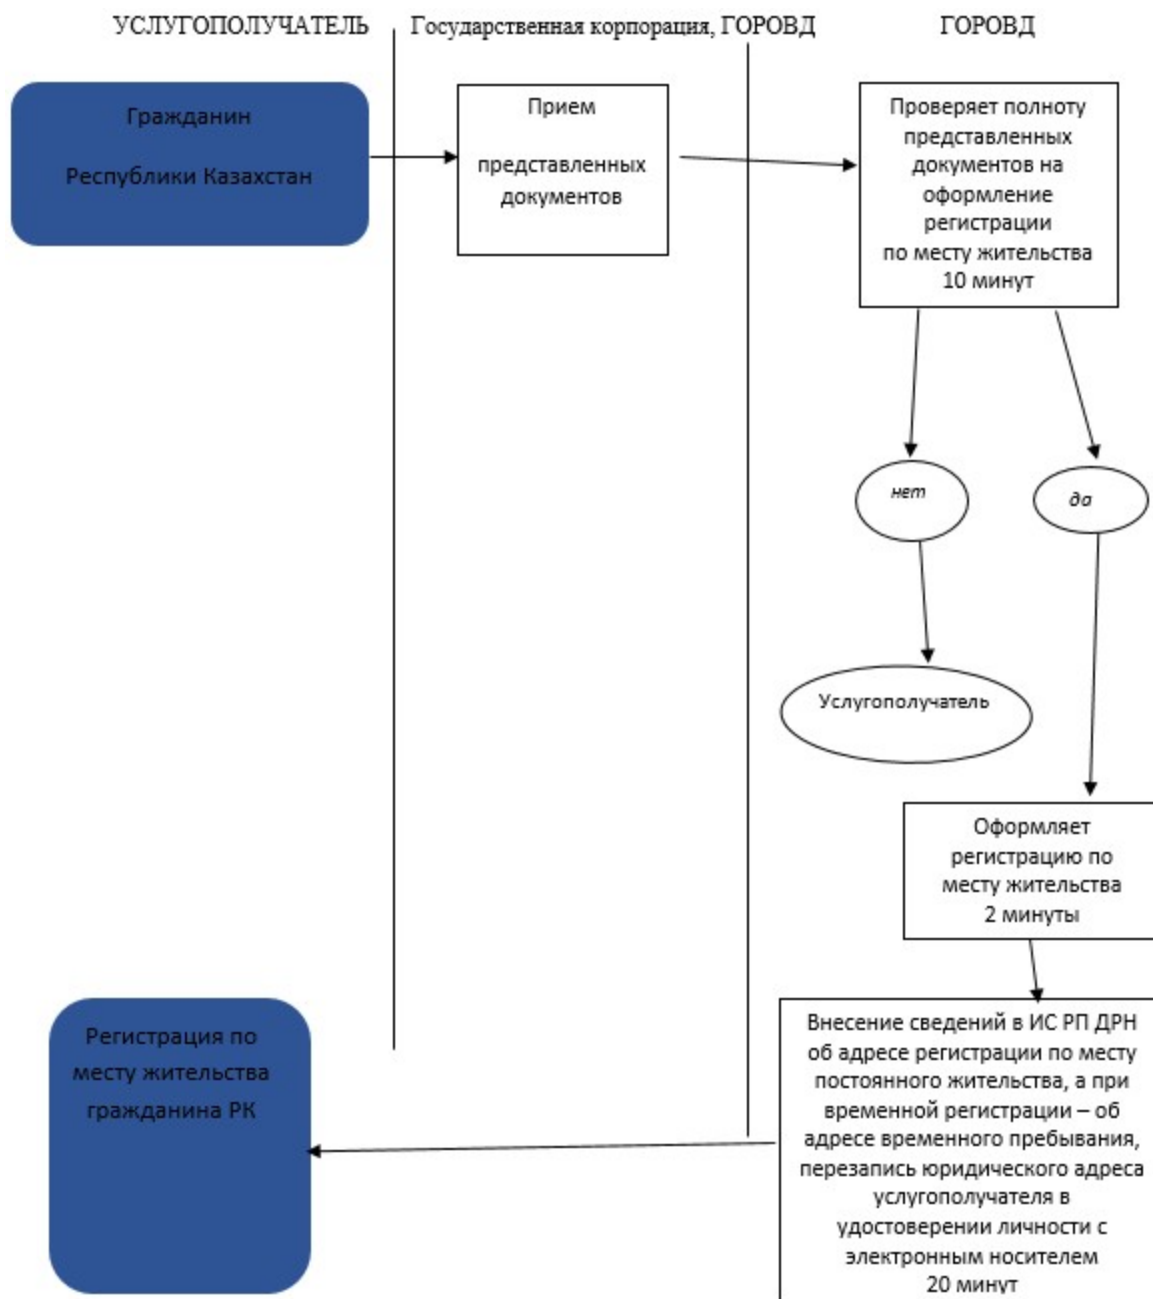 УСЛУГОПОЛУЧАТЕЛЬ
Государственная корпорация, ГОРОВД
ГОРОВД
Гражданин
Республики Казахстан
Прием
представленных
документов
Проверяет полноту
представленных
документов на
оформление
регистрации
по месту жительства
10 минут
нет
да
Услугополучатель
Оформляет
регистрацию по
месту жительства
2 минуты
Регистрация по
месту жительства
гражданина РК
Внесение сведений в ИС РП ДРН
об адресе регистрации по месту
постоянного жительства, а при
временной регистрации – об
адресе временного пребывания,
перезапись юридического адреса
услугополучателя в
удостоверении личности с
электронным носителем
20 минут